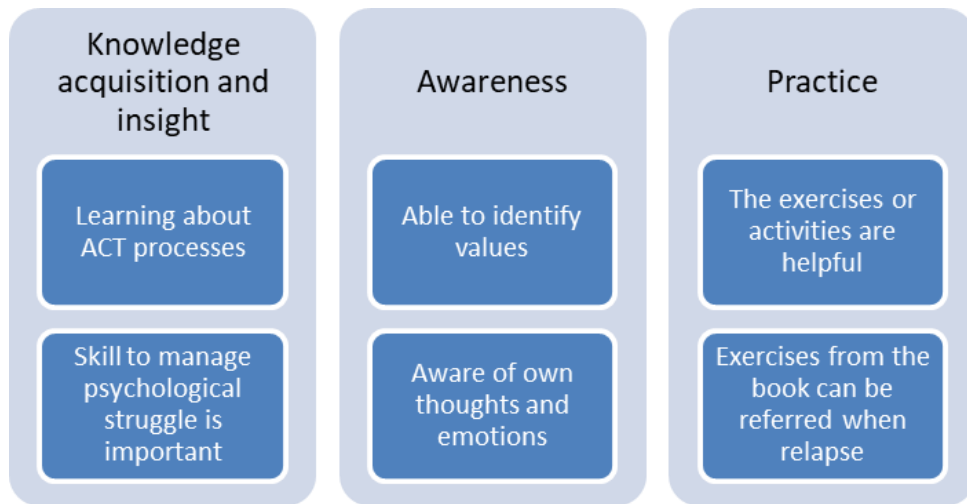 Knowledge
acquisition and
insight
Learning about
ACT processes
Skill to manage
psychological
struggle is
important
Awareness
Able to identify
values
Aware of own
thoughts and
emotions
Practice
The exercises or
activities are
helpful
Exercises from the
book can be
referred when
relapse